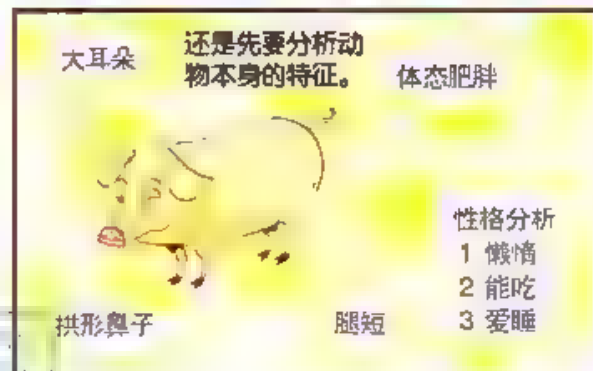 大耳朵
还是先要分析动
物本身的特征。
体态肥胖
性格分析
1 懒惰
2 能吃
3 爱睡
拱形鼻子
腿短